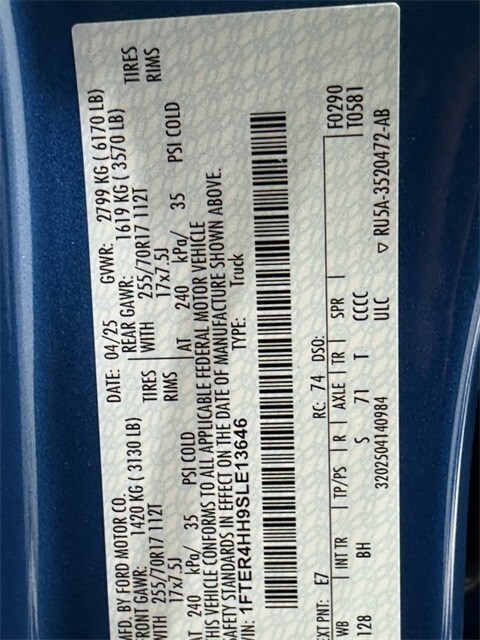 MFD. BY FORD MOTOR CO.
DATE: 04/25 GVWR: 2799 KG ( 6170 LB)
FRONT GAWR: 1420 KG ( 3130 LB) REAR GAWR: 1619 KG ( 3570 LB)
WITH 255/70R17 112T TIRES WITH 255/70R17 112T TIRES
17x7.5J RIMS 17x7.5J RIMS
AT 240 kPa/ 35 PSI COLD AT 240 kPa/ 35 PSI COLD
THIS VEHICLE CONFORMS TO ALL APPLICABLE FEDERAL MOTOR VEHICLE
SAFETY STANDARDS IN EFFECT ON THE DATE OF MANUFACTURE SHOWN ABOVE.
VIN: 1FTER4HH9SLE13646 TYPE: Truck
EXT PNT: E7 RC: 74 DSO: F0290
T0581
WB INT TR TP/PS R AXLE TR SPR
128 BH S 71 T CCCC
3202504140984 ULC ▽ RU5A-3520472-AB